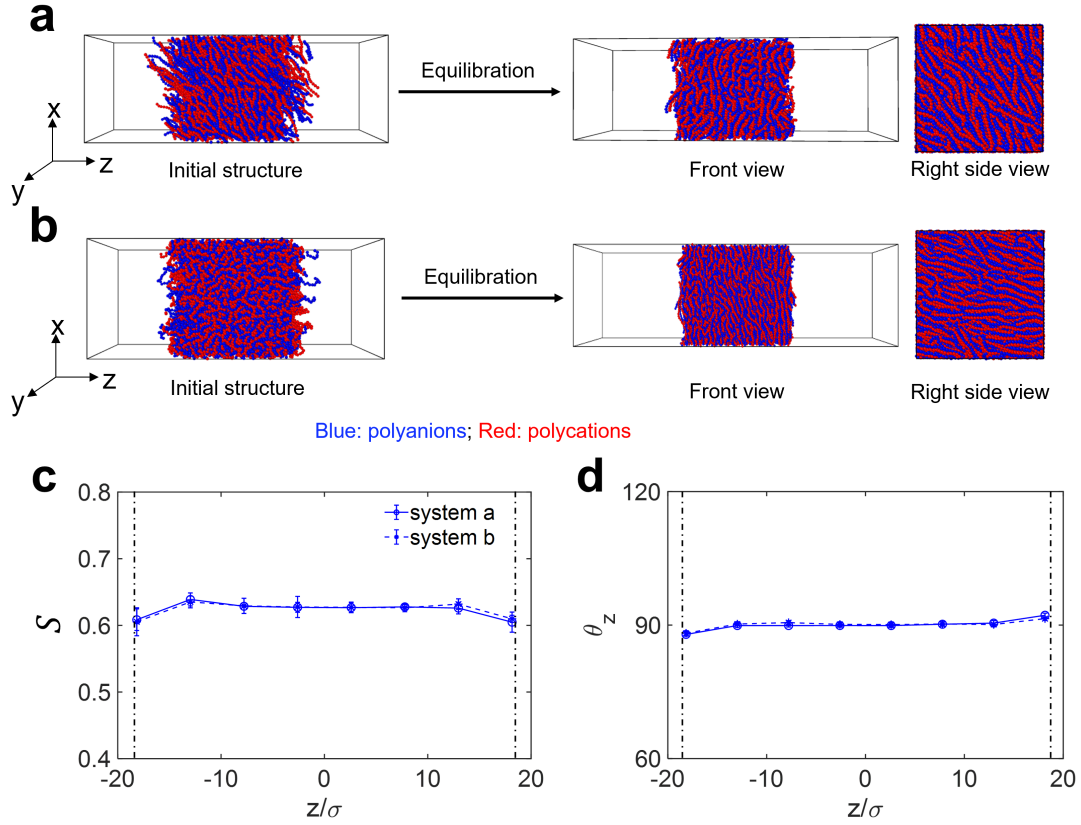 a
x
y
z
Initial structure
Equilibration
Front view
Right side view
b
x
y
z
Initial structure
Equilibration
Front view
Right side view
Blue: polyanions; Red: polycations
c
0.8
0.7
0.6
0.5
0.4
S
system a
system b
-20
-10
0
10
20
z/σ
d
120
90
60
θz
-20
-10
0
10
20
z/σ